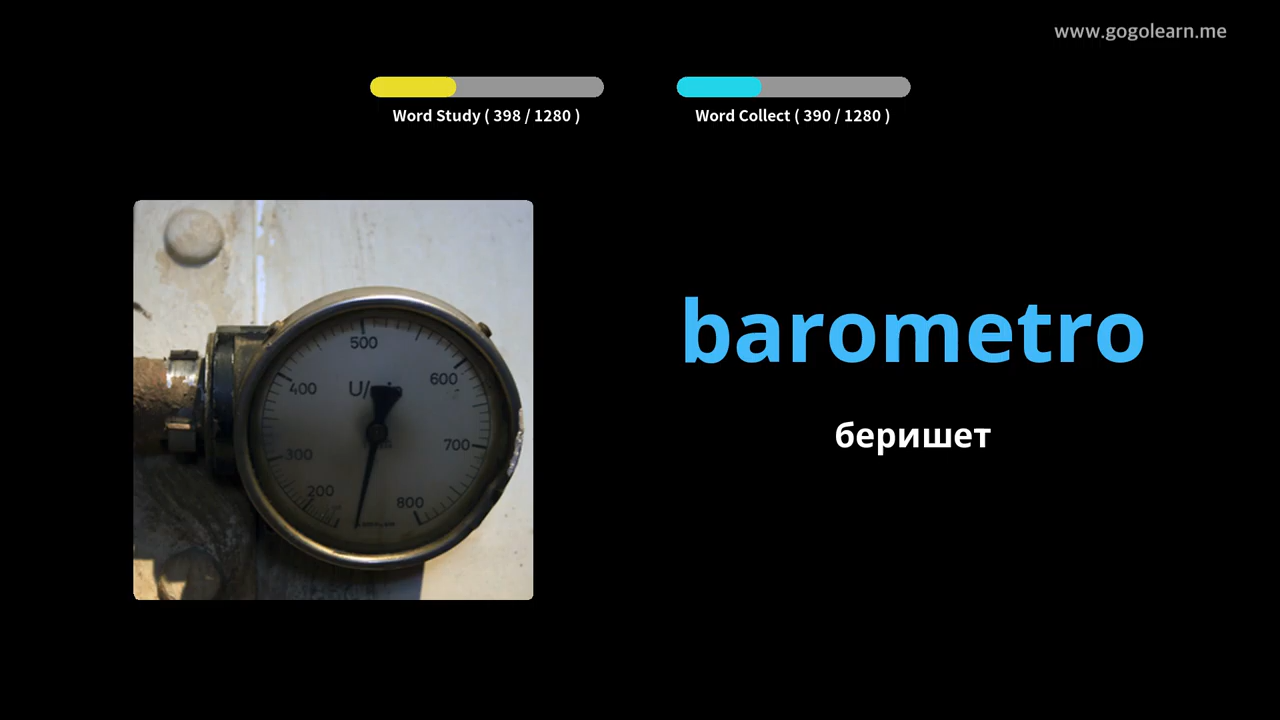 www.gogolearn.me
Word Study ( 398 / 1280 )
Word Collect ( 390 / 1280 )
500
400
600
300
700
200
800
barometro
беришет